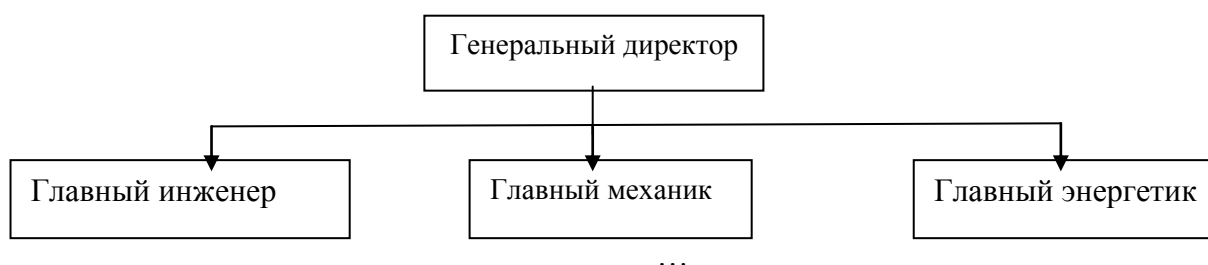 Генеральный директор
Главный инженер
Главный механик
Главный энергетик
…